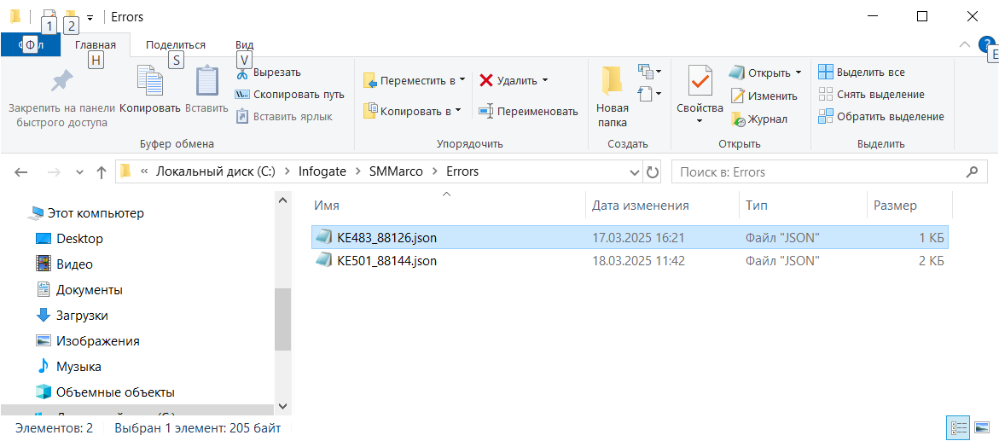 Errors
1 2
Ф л Главная Поделиться Вид
Ф H S V E
Закрепить на панели быстрого доступа
Копировать
Вставить
Вырезать
Скопировать путь
Вставить ярлык
Буфер обмена
Переместить в
Копировать в
Удалить
Переименовать
Упорядочить
Новая папка
Создать
Свойства
Открыть
Изменить
Журнал
Открыть
Выделить все
Снять выделение
Обратить выделение
Выделить
« Локальный диск (C:) > Infogate > SMMarco > Errors
Поиск в: Errors
Этот компьютер
Desktop
Видео
Документы
Загрузки
Изображения
Музыка
Объемные объекты
Имя Дата изменения Тип Размер
KE483_88126.json 17.03.2025 16:21 Файл "JSON" 1 КБ
KE501_88144.json 18.03.2025 11:42 Файл "JSON" 2 КБ
Элементов: 2 Выбран 1 элемент: 205 байт